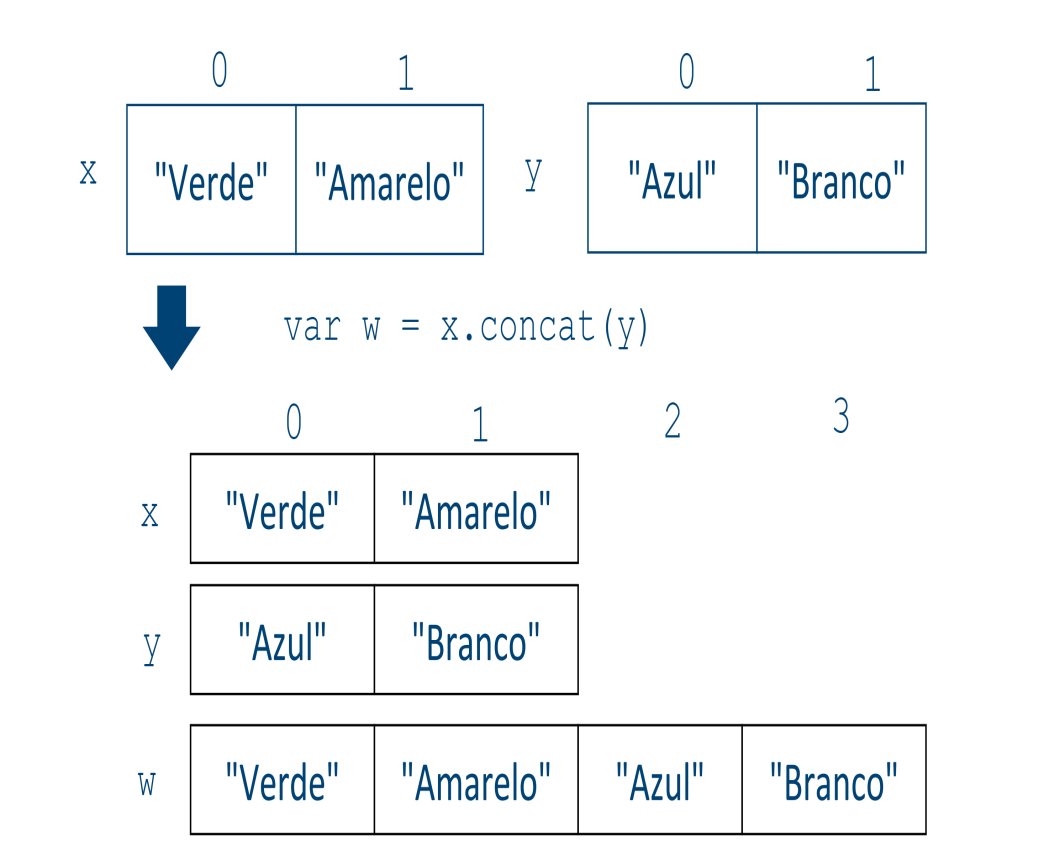 0 1 0 1
x "Verde" "Amarelo" y "Azul" "Branco"
var w = x.concat(y)
0 1 2 3
x "Verde" "Amarelo"
y "Azul" "Branco"
w "Verde" "Amarelo" "Azul" "Branco"